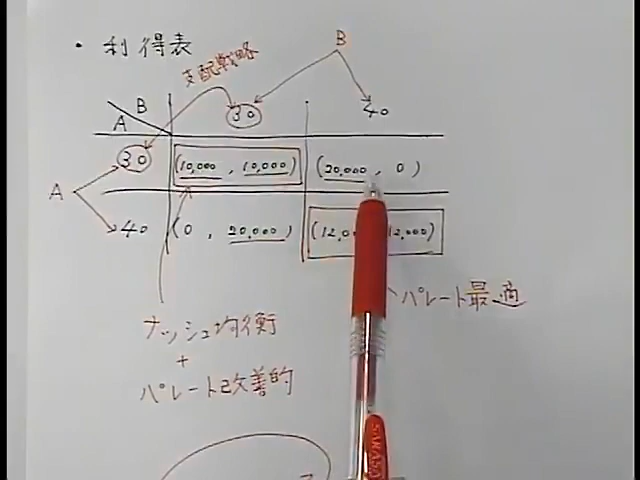 ・利得表
B
支配戦略
B
A
30
40
A
30
(10,000 , 10,000)
(20,000 , 0)
40
(0 , 20,000)
(12,0 12,000)
パレート最適
ナッシュ均衡
+
パレート改善的
SAKURA